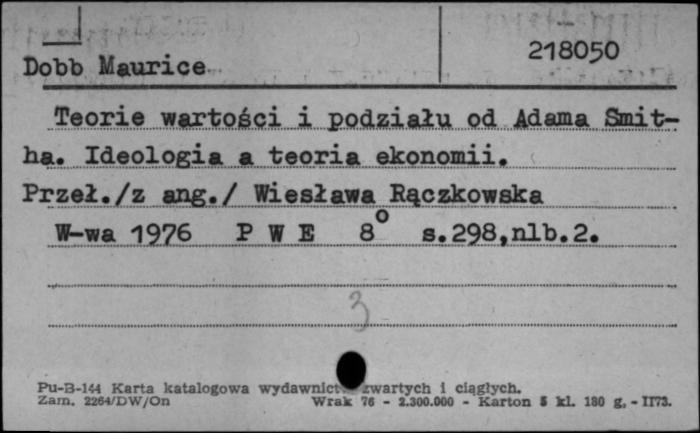 218050
Dobb Maurice
Teorie wartości i podziału od Adama Smit-
ha. Ideologia a teoria ekonomii.
Przeł./z ang./ Wiesława Rączkowska
W-wa 1976 P W E 8° s.298,nlb.2.
3
Pu-B-144 Karta katalogowa zwartych i ciągłych.
Zam. 2264/DW/On Wrak 76 - 2.300.000 - Karton 5 kl. 180 g. - II73.